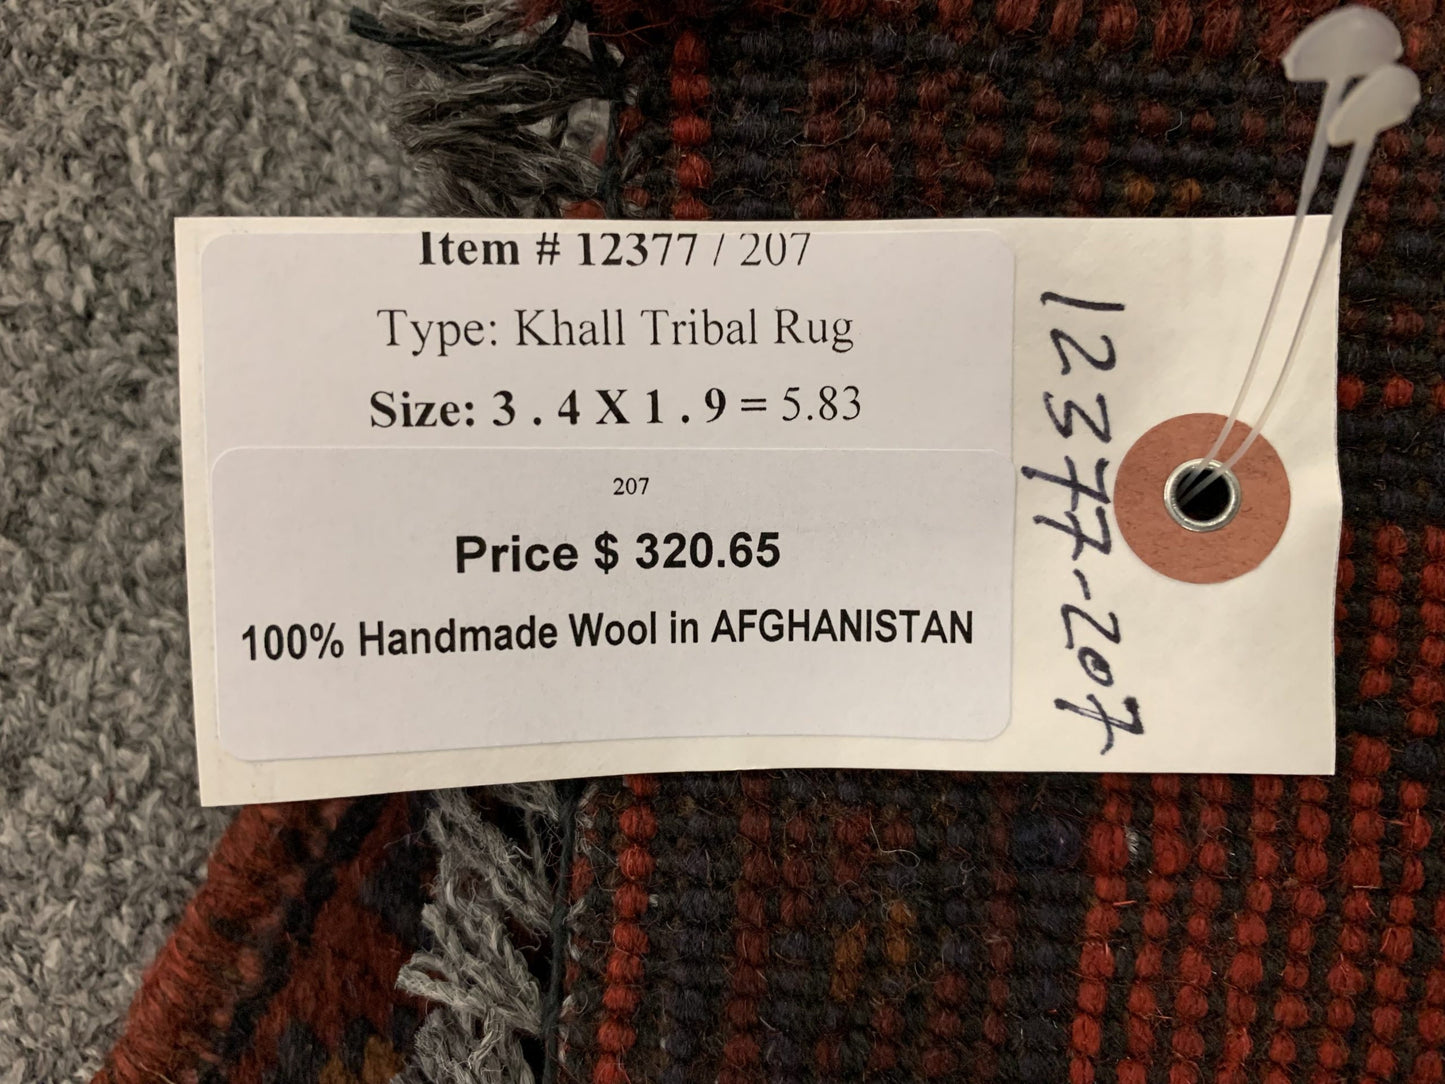 Item # 12377 / 207
Type: Khall Tribal Rug
Size: 3 . 4 X 1 . 9 = 5.83
207
Price $ 320.65
100% Handmade Wool in AFGHANISTAN
12377-207